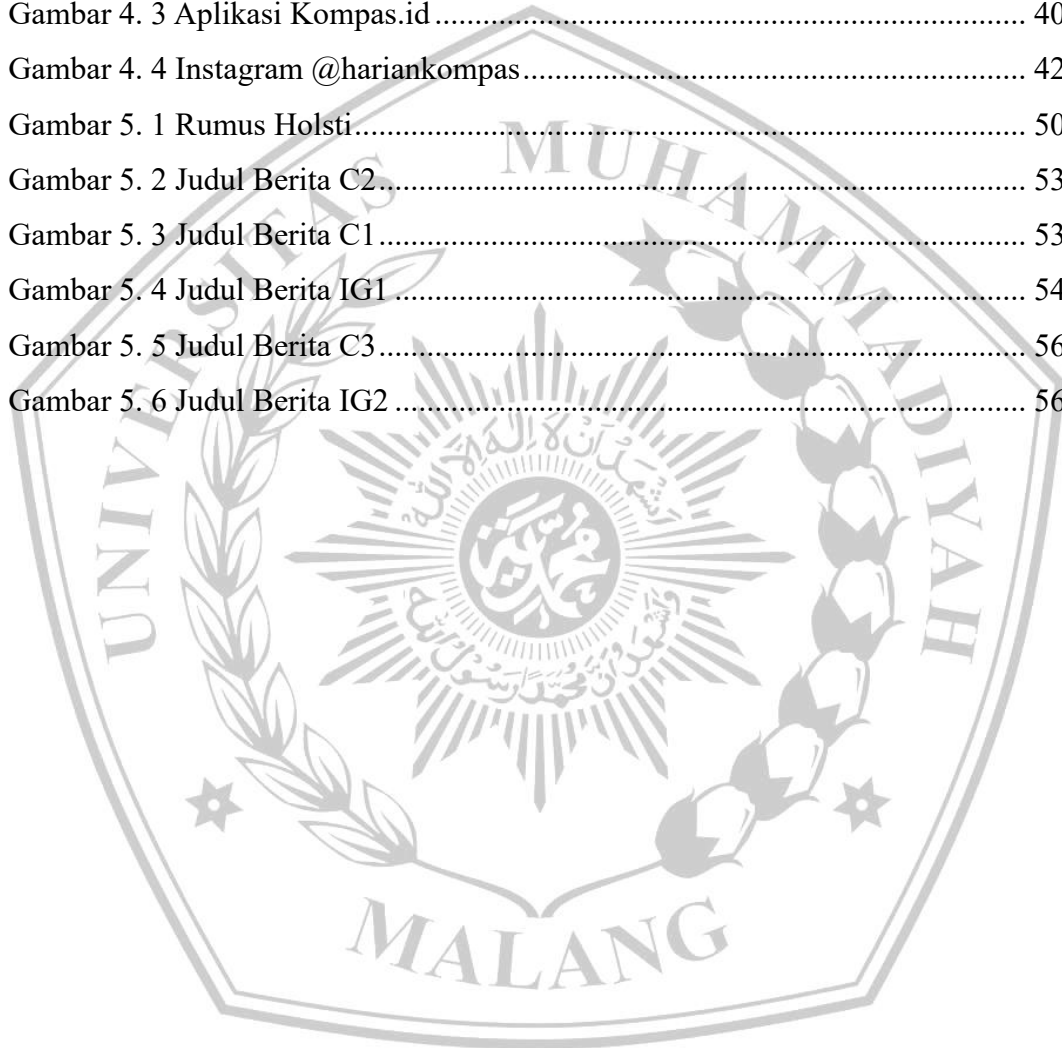 Gambar 4. 3 Aplikasi Kompas.id ........................................................................ 40
Gambar 4. 4 Instagram @hariankompas............................................................ 42
Gambar 5. 1 Rumus Holsti................................................................................. 50
Gambar 5. 2 Judul Berita C2.............................................................................. 53
Gambar 5. 3 Judul Berita C1.............................................................................. 53
Gambar 5. 4 Judul Berita IG1 ............................................................................ 54
Gambar 5. 5 Judul Berita C3.............................................................................. 56
Gambar 5. 6 Judul Berita IG2 ............................................................................ 56
UNIVERSITAS MUHAMMADIYAH
MALANG